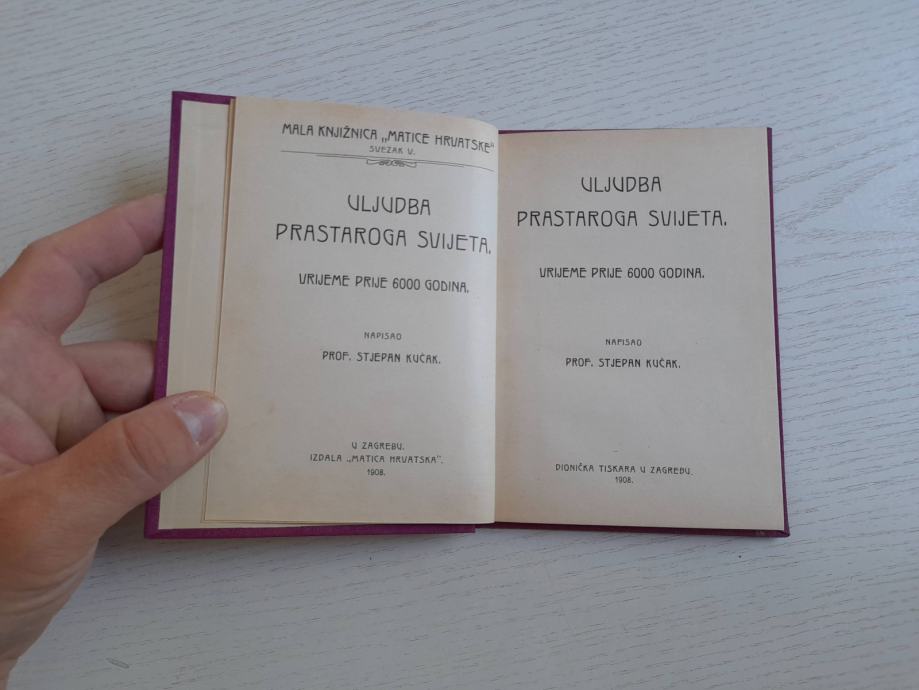 MALA KNJIŽNICA „MATICE HRVATSKE“
SVEZAK V.
ULJUDBA
PRASTAROGA SVIJETA.
VRIJEME PRIJE 6000 GODINA.
NAPISAO
PROF. STJEPAN KUČAK.
U ZAGREBU.
IZDALA „MATICA HRVATSKA“.
1908.
ULJUDBA
PRASTAROGA SVIJETA.
VRIJEME PRIJE 6000 GODINA.
NAPISAO
PROF. STJEPAN KUČAK.
DIONIČKA TISKARA U ZAGREBU.
1908.